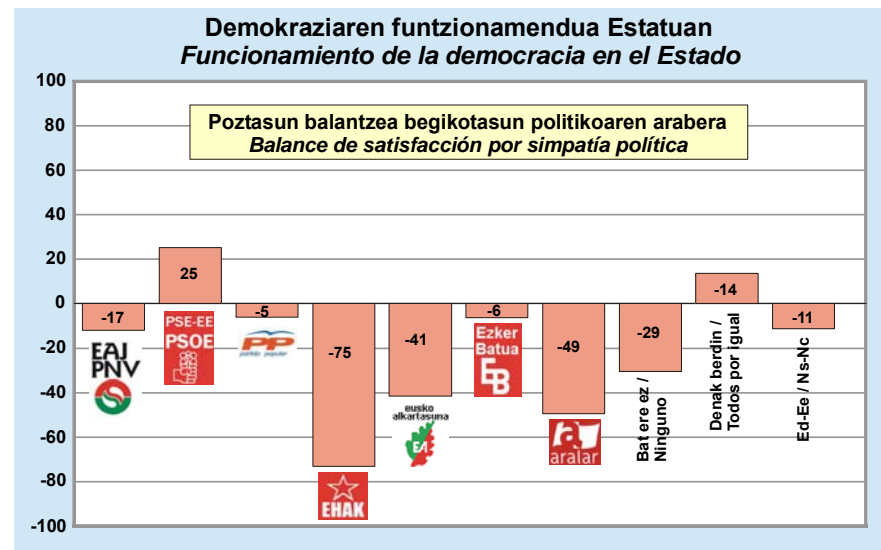 Demokraziaren funtzionamendua Estatuan
Funcionamiento de la democracia en el Estado
100
80
60
40
20
0
-20
-40
-60
-80
-100
Poztasun balantzea begikotasun politikoaren arabera
Balance de satisfacción por simpatía política
-17
25
-5
-75
-41
-6
-49
-29
-14
-11
EAJ
PNV
PSE-EE
PSOE
PP
partido popular
EHAK
eusko
alkartasuna
EA
Ezker
Batua
EB
a
aralar
Bat ere ez /
Ninguno
Denak berdin /
Todos por igual
Ed-Ee / Ns-Nc